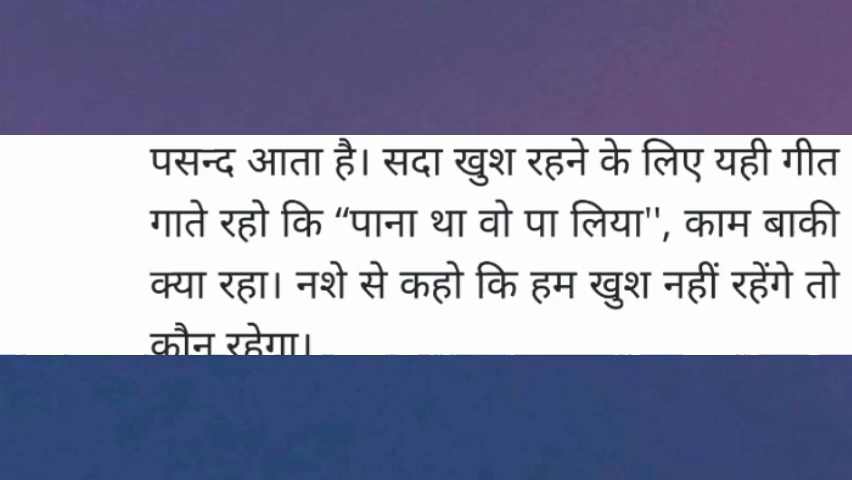 पसन्द आता है। सदा खुश रहने के लिए यही गीत
गाते रहो कि “पाना था वो पा लिया'', काम बाकी
क्या रहा। नशे से कहो कि हम खुश नहीं रहेंगे तो
कौन रहेगा।